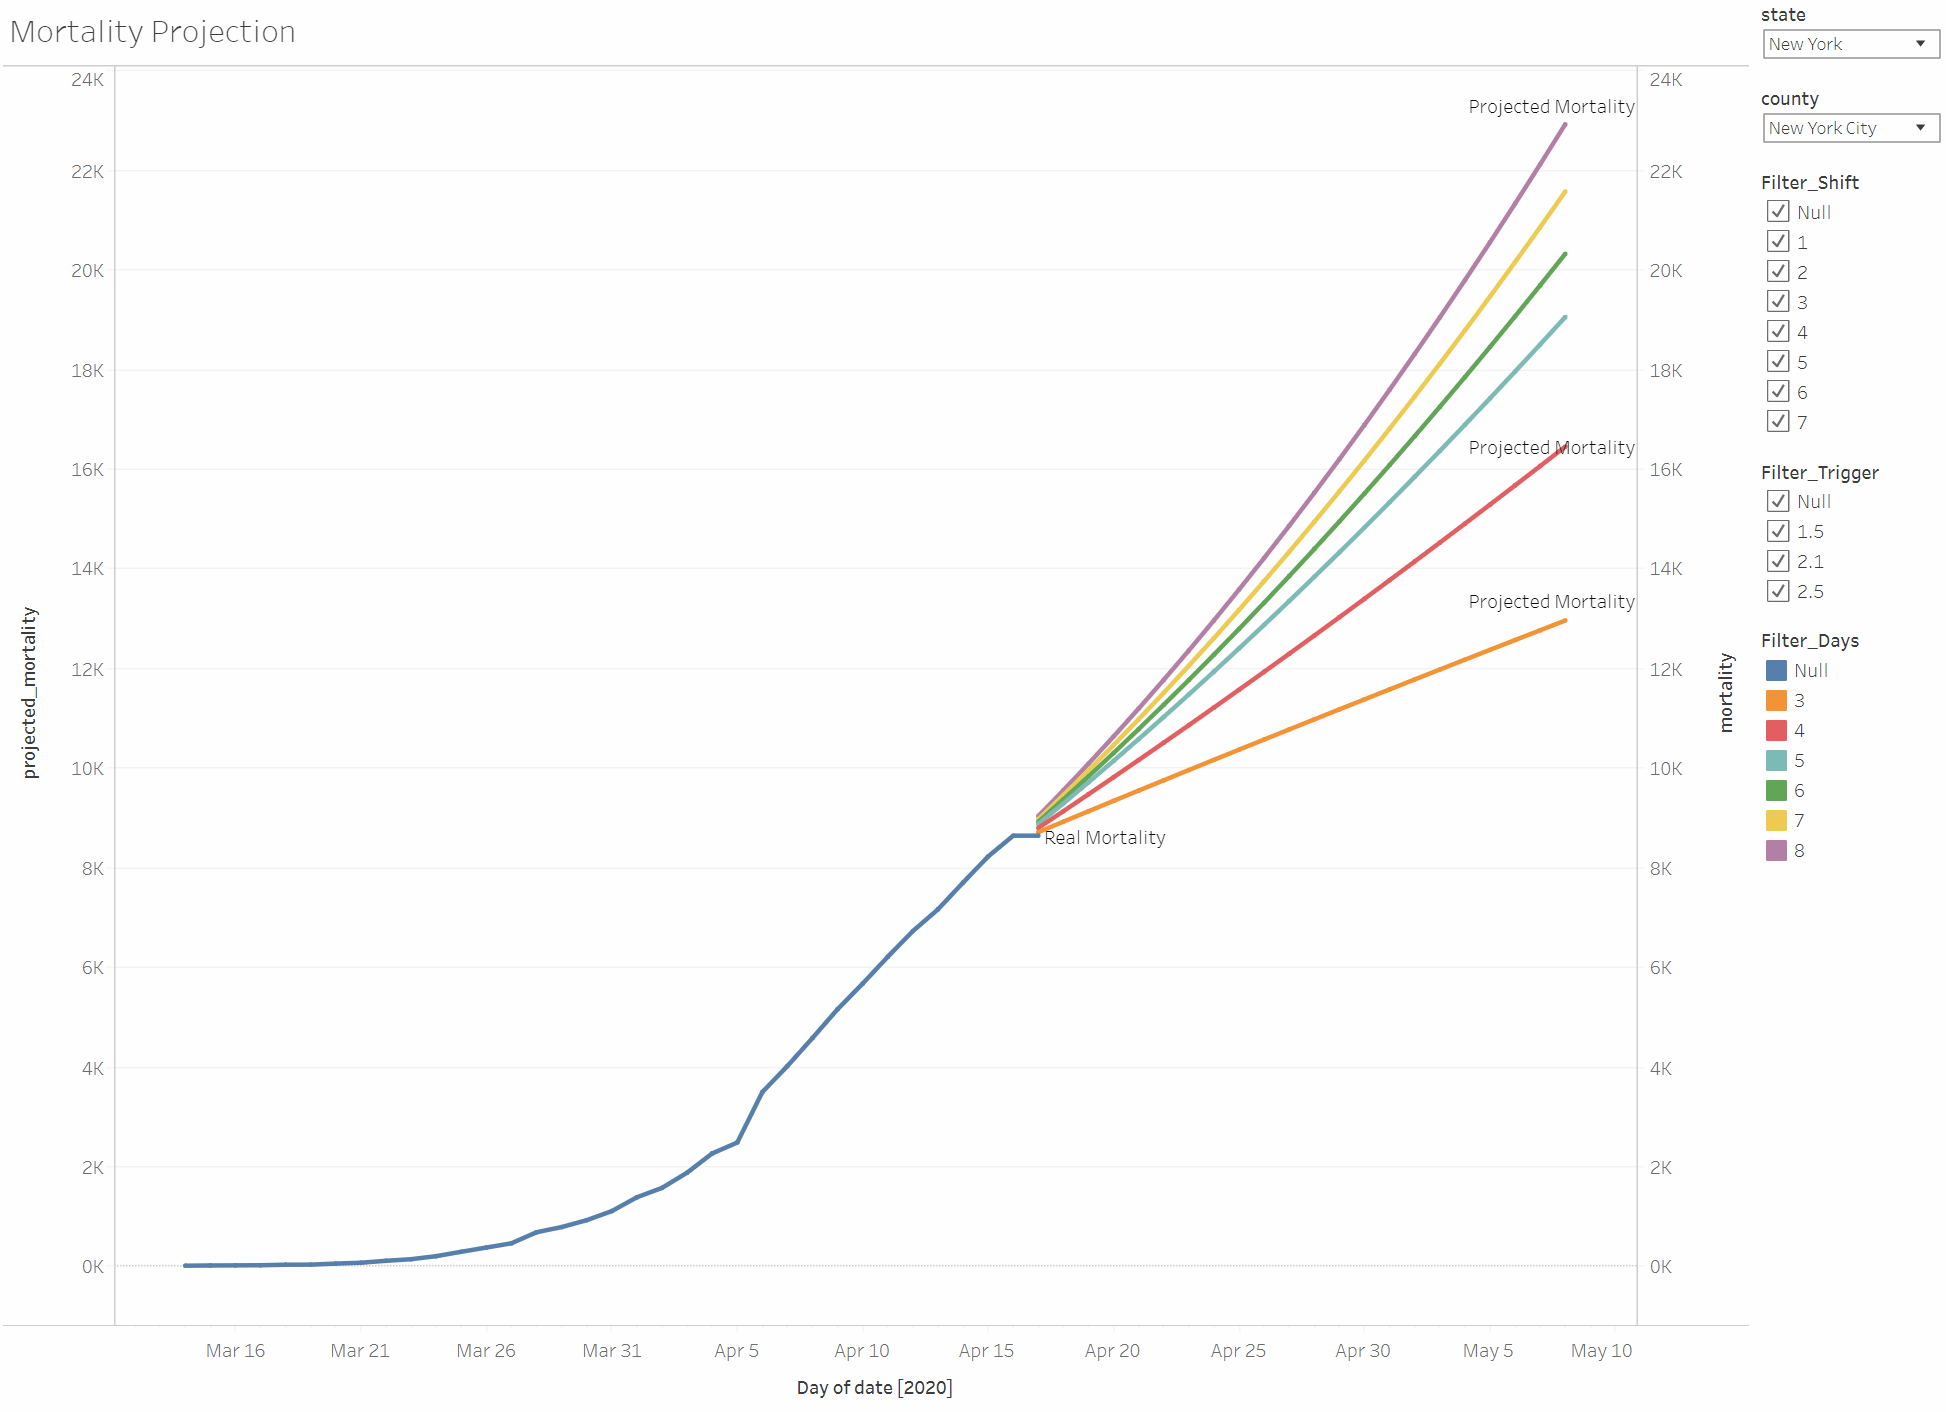 Mortality Projection
24K
22K
20K
18K
16K
14K
12K
10K
8K
6K
4K
2K
0K
projected_mortality
Projected Mortality
Projected Mortality
Projected Mortality
Real Mortality
24K
22K
20K
18K
16K
14K
12K
10K
8K
6K
4K
2K
0K
mortality
Mar 16 Mar 21 Mar 26 Mar 31 Apr 5 Apr 10 Apr 15 Apr 20 Apr 25 Apr 30 May 5 May 10
Day of date [2020]
state
New York
county
New York City
Filter_Shift
Null
1
2
3
4
5
6
7
Filter_Trigger
Null
1.5
2.1
2.5
Filter_Days
Null
3
4
5
6
7
8